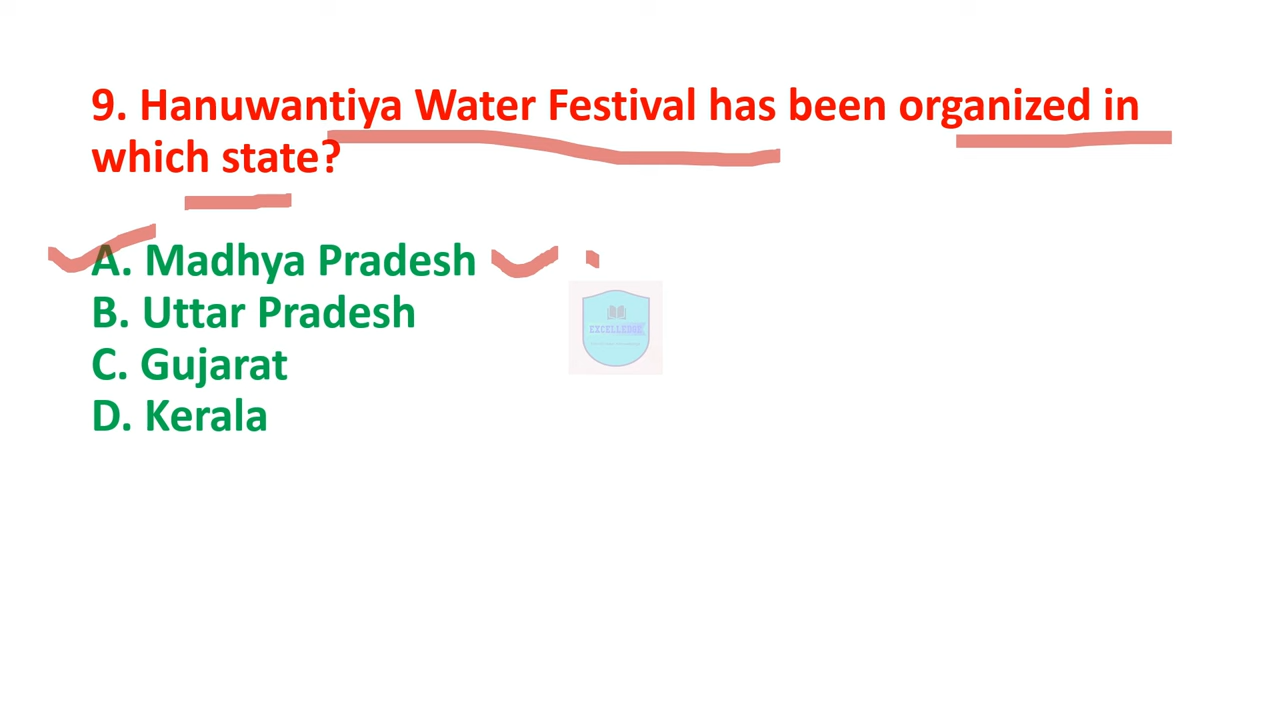 9. Hanuwantiya Water Festival has been organized in
which state?
A. Madhya Pradesh
B. Uttar Pradesh
C. Gujarat
D. Kerala